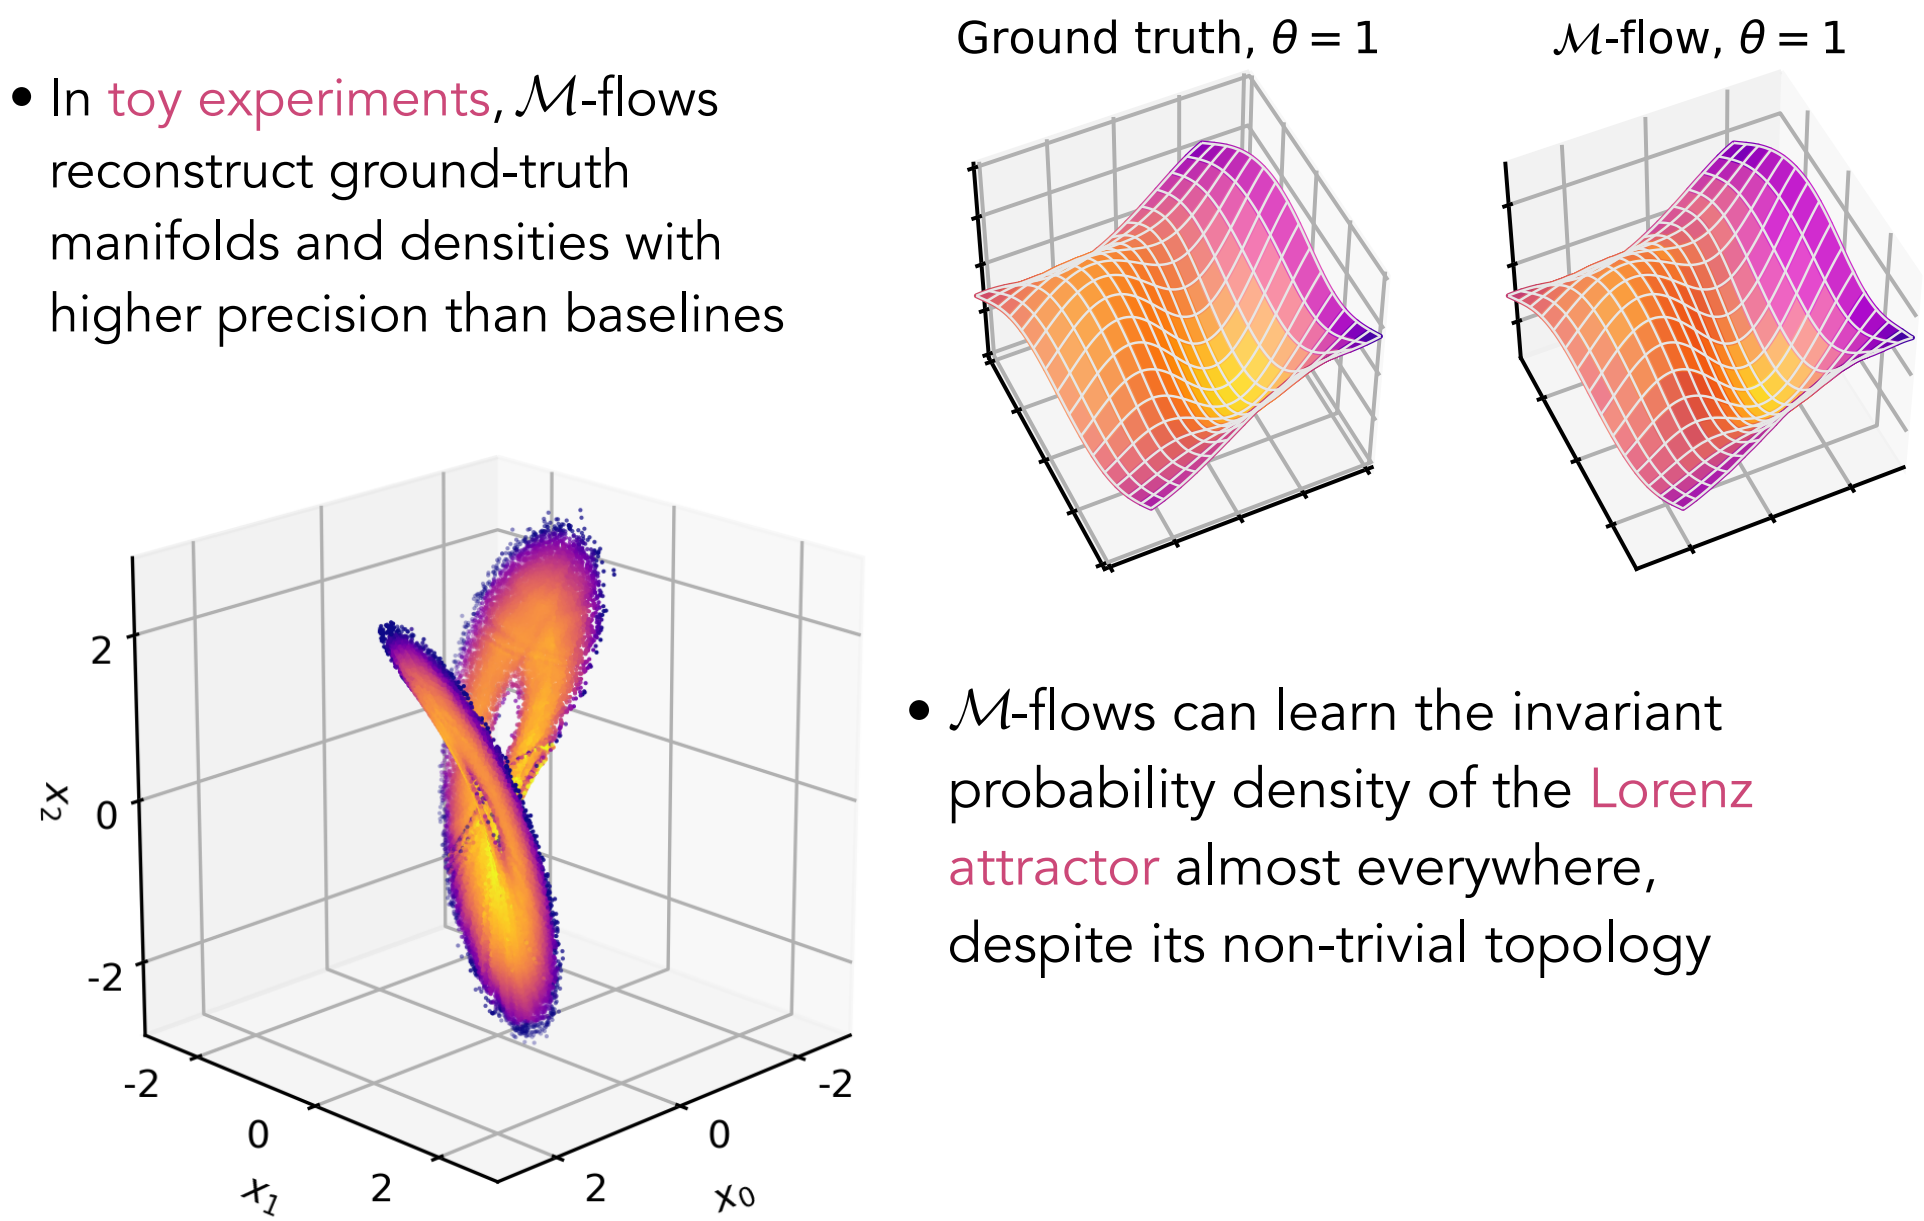 • In toy experiments, ℳ-flows
reconstruct ground-truth
manifolds and densities with
higher precision than baselines
Ground truth, θ = 1
ℳ-flow, θ = 1
2
0
-2
x₂
-2
0
2
x₁
2
0
-2
x₀
• ℳ-flows can learn the invariant
probability density of the Lorenz
attractor almost everywhere,
despite its non-trivial topology